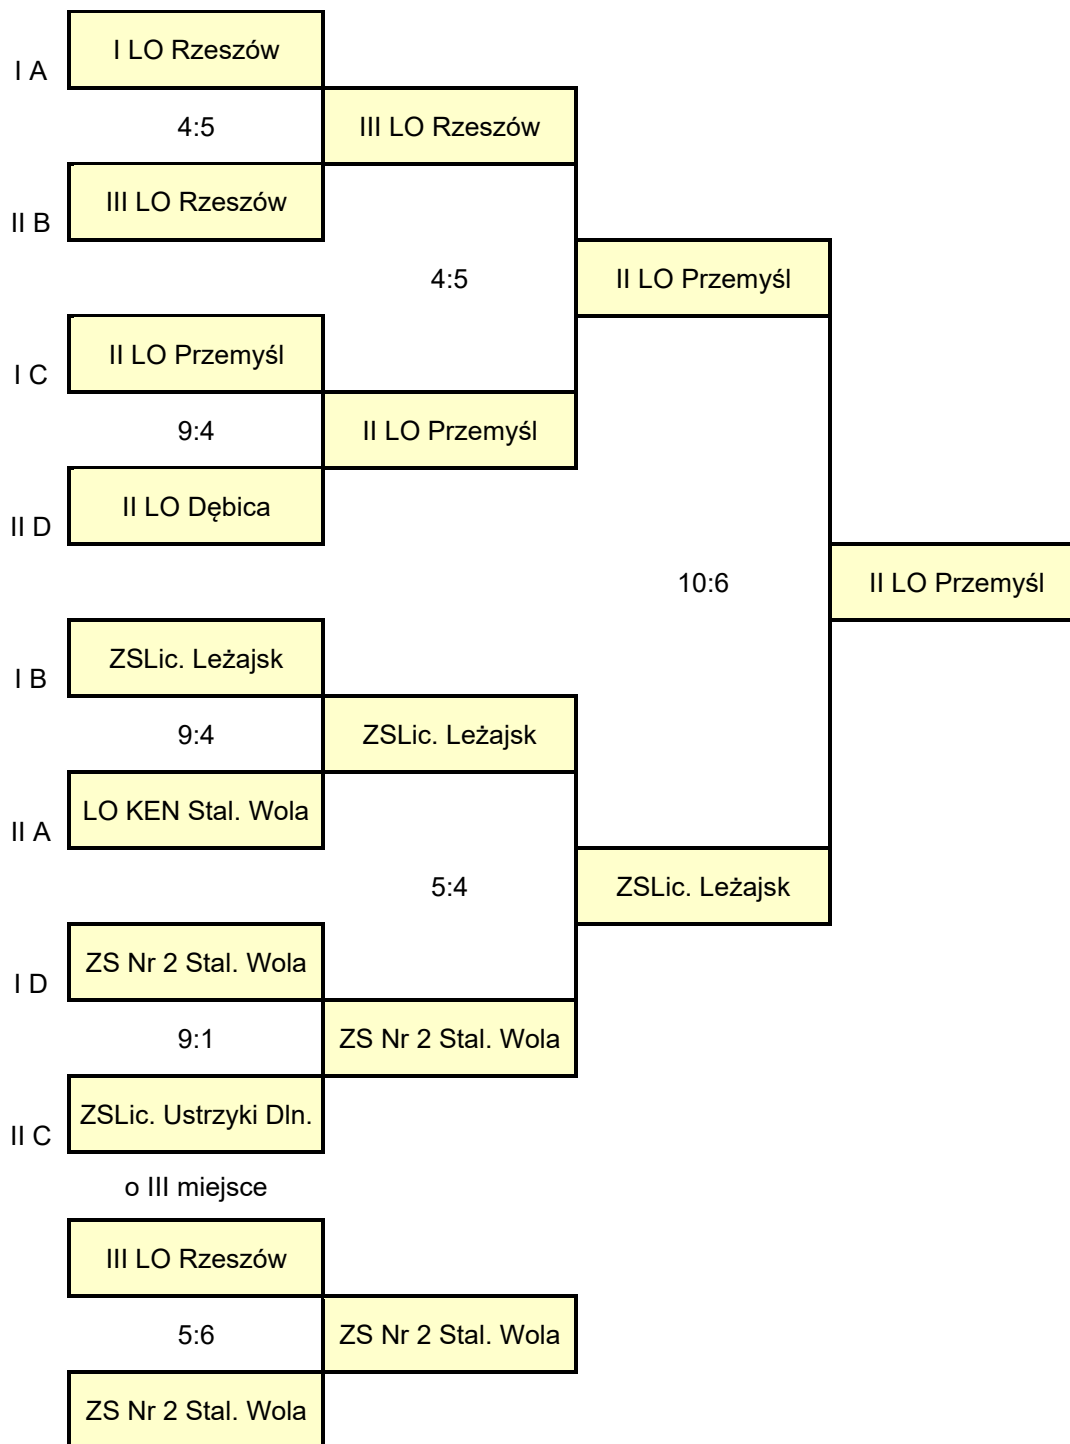 I LO Rzeszów
I A
4:5
III LO Rzeszów
III LO Rzeszów
II B
4:5
II LO Przemyśl
II LO Przemyśl
I C
9:4
II LO Przemyśl
II LO Dębica
II D
10:6
II LO Przemyśl
ZSLic. Leżajsk
I B
9:4
ZSLic. Leżajsk
LO KEN Stal. Wola
II A
5:4
ZSLic. Leżajsk
ZS Nr 2 Stal. Wola
I D
9:1
ZS Nr 2 Stal. Wola
ZSLic. Ustrzyki Dln.
II C
o III miejsce
III LO Rzeszów
5:6
ZS Nr 2 Stal. Wola
ZS Nr 2 Stal. Wola